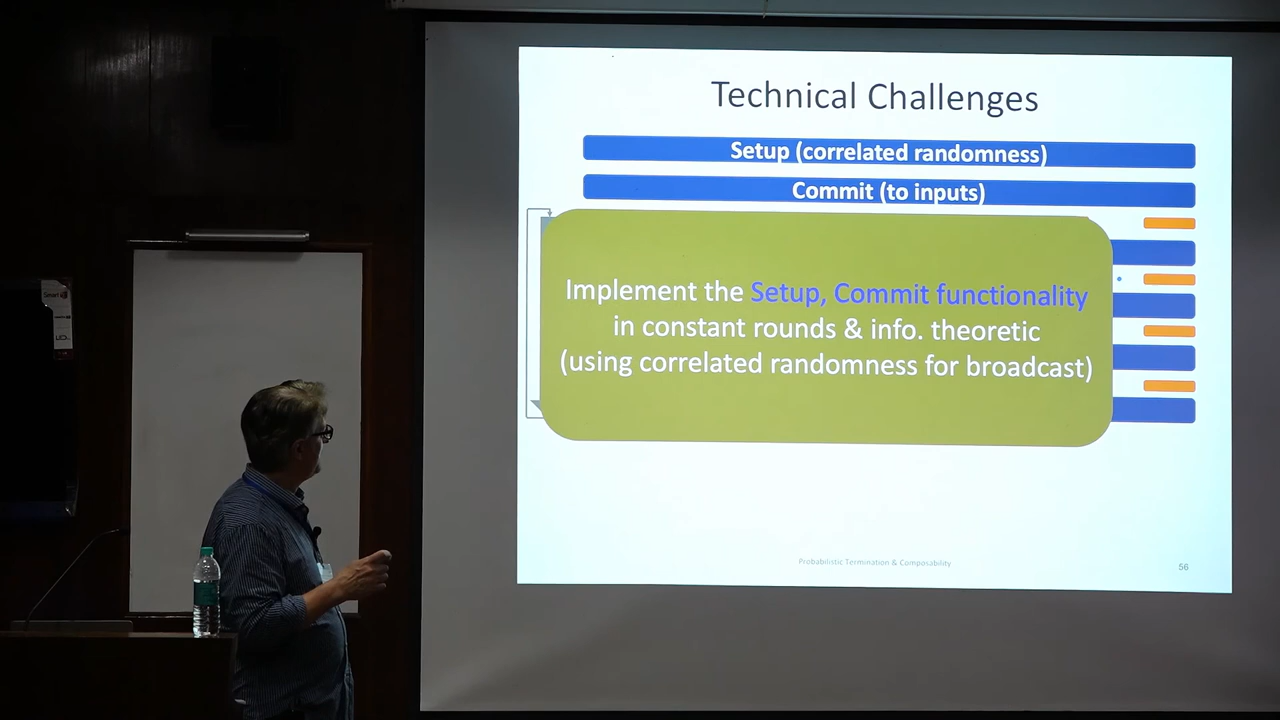 Technical Challenges
Setup (correlated randomness)
Commit (to inputs)
Implement the Setup, Commit functionality
in constant rounds & info. theoretic
(using correlated randomness for broadcast)
Probabilistic Termination & Composability
56